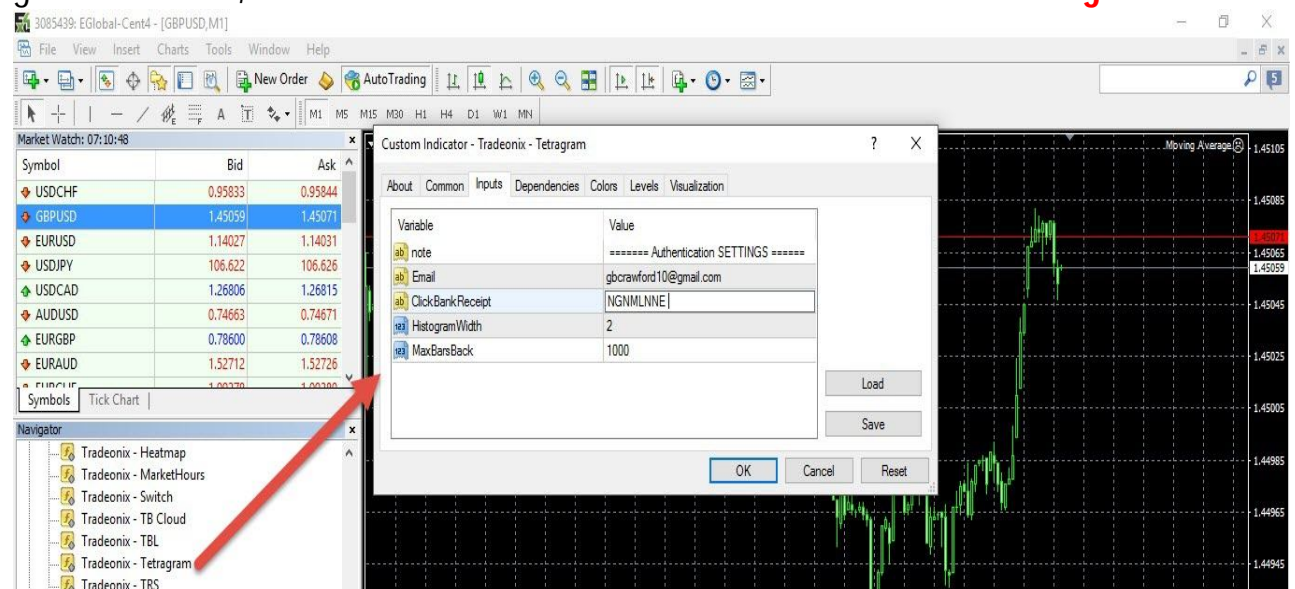 3085439: EGlobal-Cent4 - [GBPUSD,M1]
File View Insert Charts Tools Window Help
New Order AutoTrading
5
A T M1 M5 M15 M30 H1 H4 D1 W1 MN
Market Watch: 07:10:48 x
Symbol Bid Ask
USDCHF 0.95833 0.95844
GBPUSD 1.45059 1.45071
EURUSD 1.14027 1.14031
USDJPY 106.622 106.626
USDCAD 1.26806 1.26815
AUDUSD 0.74663 0.74671
EURGBP 0.78600 0.78608
EURAUD 1.52712 1.52726
Symbols Tick Chart
Navigator x
Tradeonix - Heatmap
Tradeonix - MarketHours
Tradeonix - Switch
Tradeonix - TB Cloud
Tradeonix - TBL
Tradeonix - Tetragram
Tradeonix - TRS
Custom Indicator - Tradeonix - Tetragram ? X
About Common Inputs Dependencies Colors Levels Visualization
Variable Value
ab note ======= Authentication SETTINGS ======
ab Email gbcrawford10@gmail.com
ab ClickBankReceipt NGNMLNNE
123 HistogramWidth 2
123 MaxBarsBack 1000
Load
Save
OK Cancel Reset
Moving Average
1.45105
1.45085
1.45071
1.45065
1.45059
1.45045
1.45025
1.45005
1.44985
1.44965
1.44945